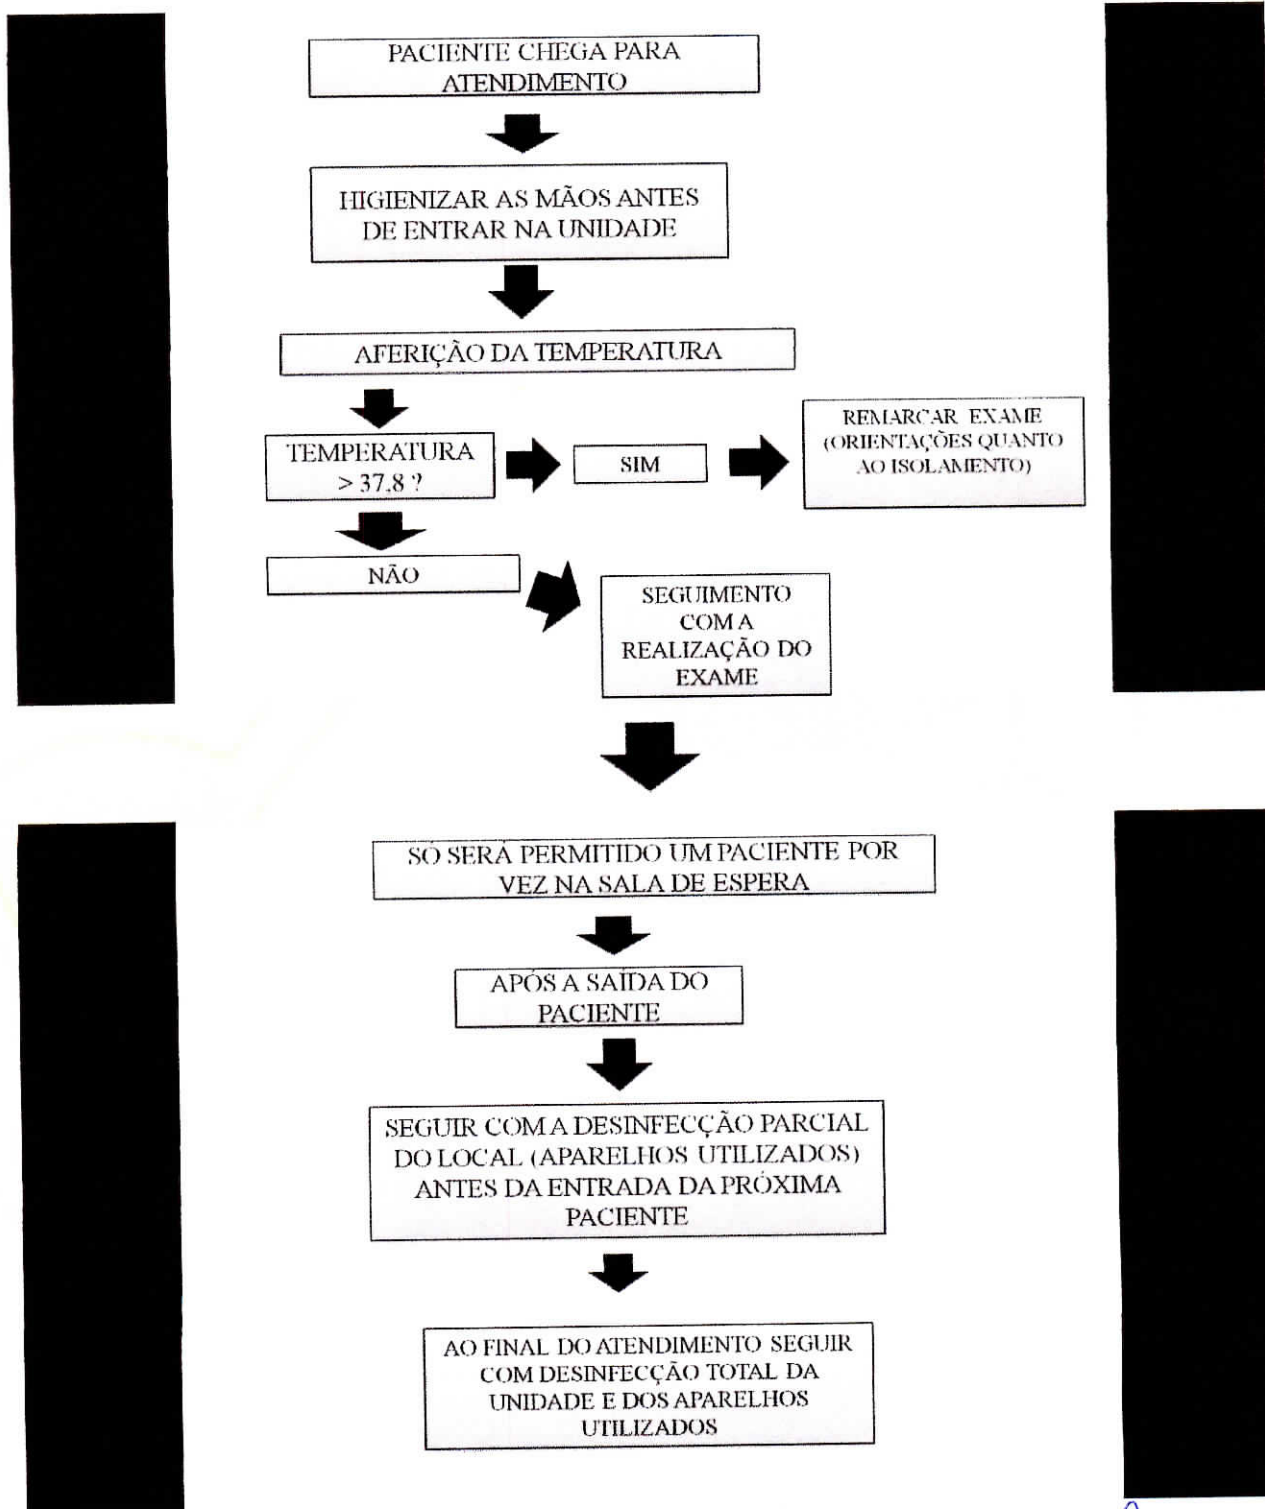 PACIENTE CHEGA PARA
ATENDIMENTO
HIGIENIZAR AS MÃOS ANTES
DE ENTRAR NA UNIDADE
AFERIÇÃO DA TEMPERATURA
TEMPERATURA
> 37,8 ?
SIM
REMARCAR EXAME
(ORIENTAÇÕES QUANTO
AO ISOLAMENTO)
NÃO
SEGUIMENTO
COM A
REALIZAÇÃO DO
EXAME
SÓ SERÁ PERMITIDO UM PACIENTE POR
VEZ NA SALA DE ESPERA
APÓS A SAÍDA DO
PACIENTE
SEGUIR COM A DESINFECÇÃO PARCIAL
DO LOCAL (APARELHOS UTILIZADOS)
ANTES DA ENTRADA DA PRÓXIMA
PACIENTE
AO FINAL DO ATENDIMENTO SEGUIR
COM DESINFECÇÃO TOTAL DA
UNIDADE E DOS APARELHOS
UTILIZADOS